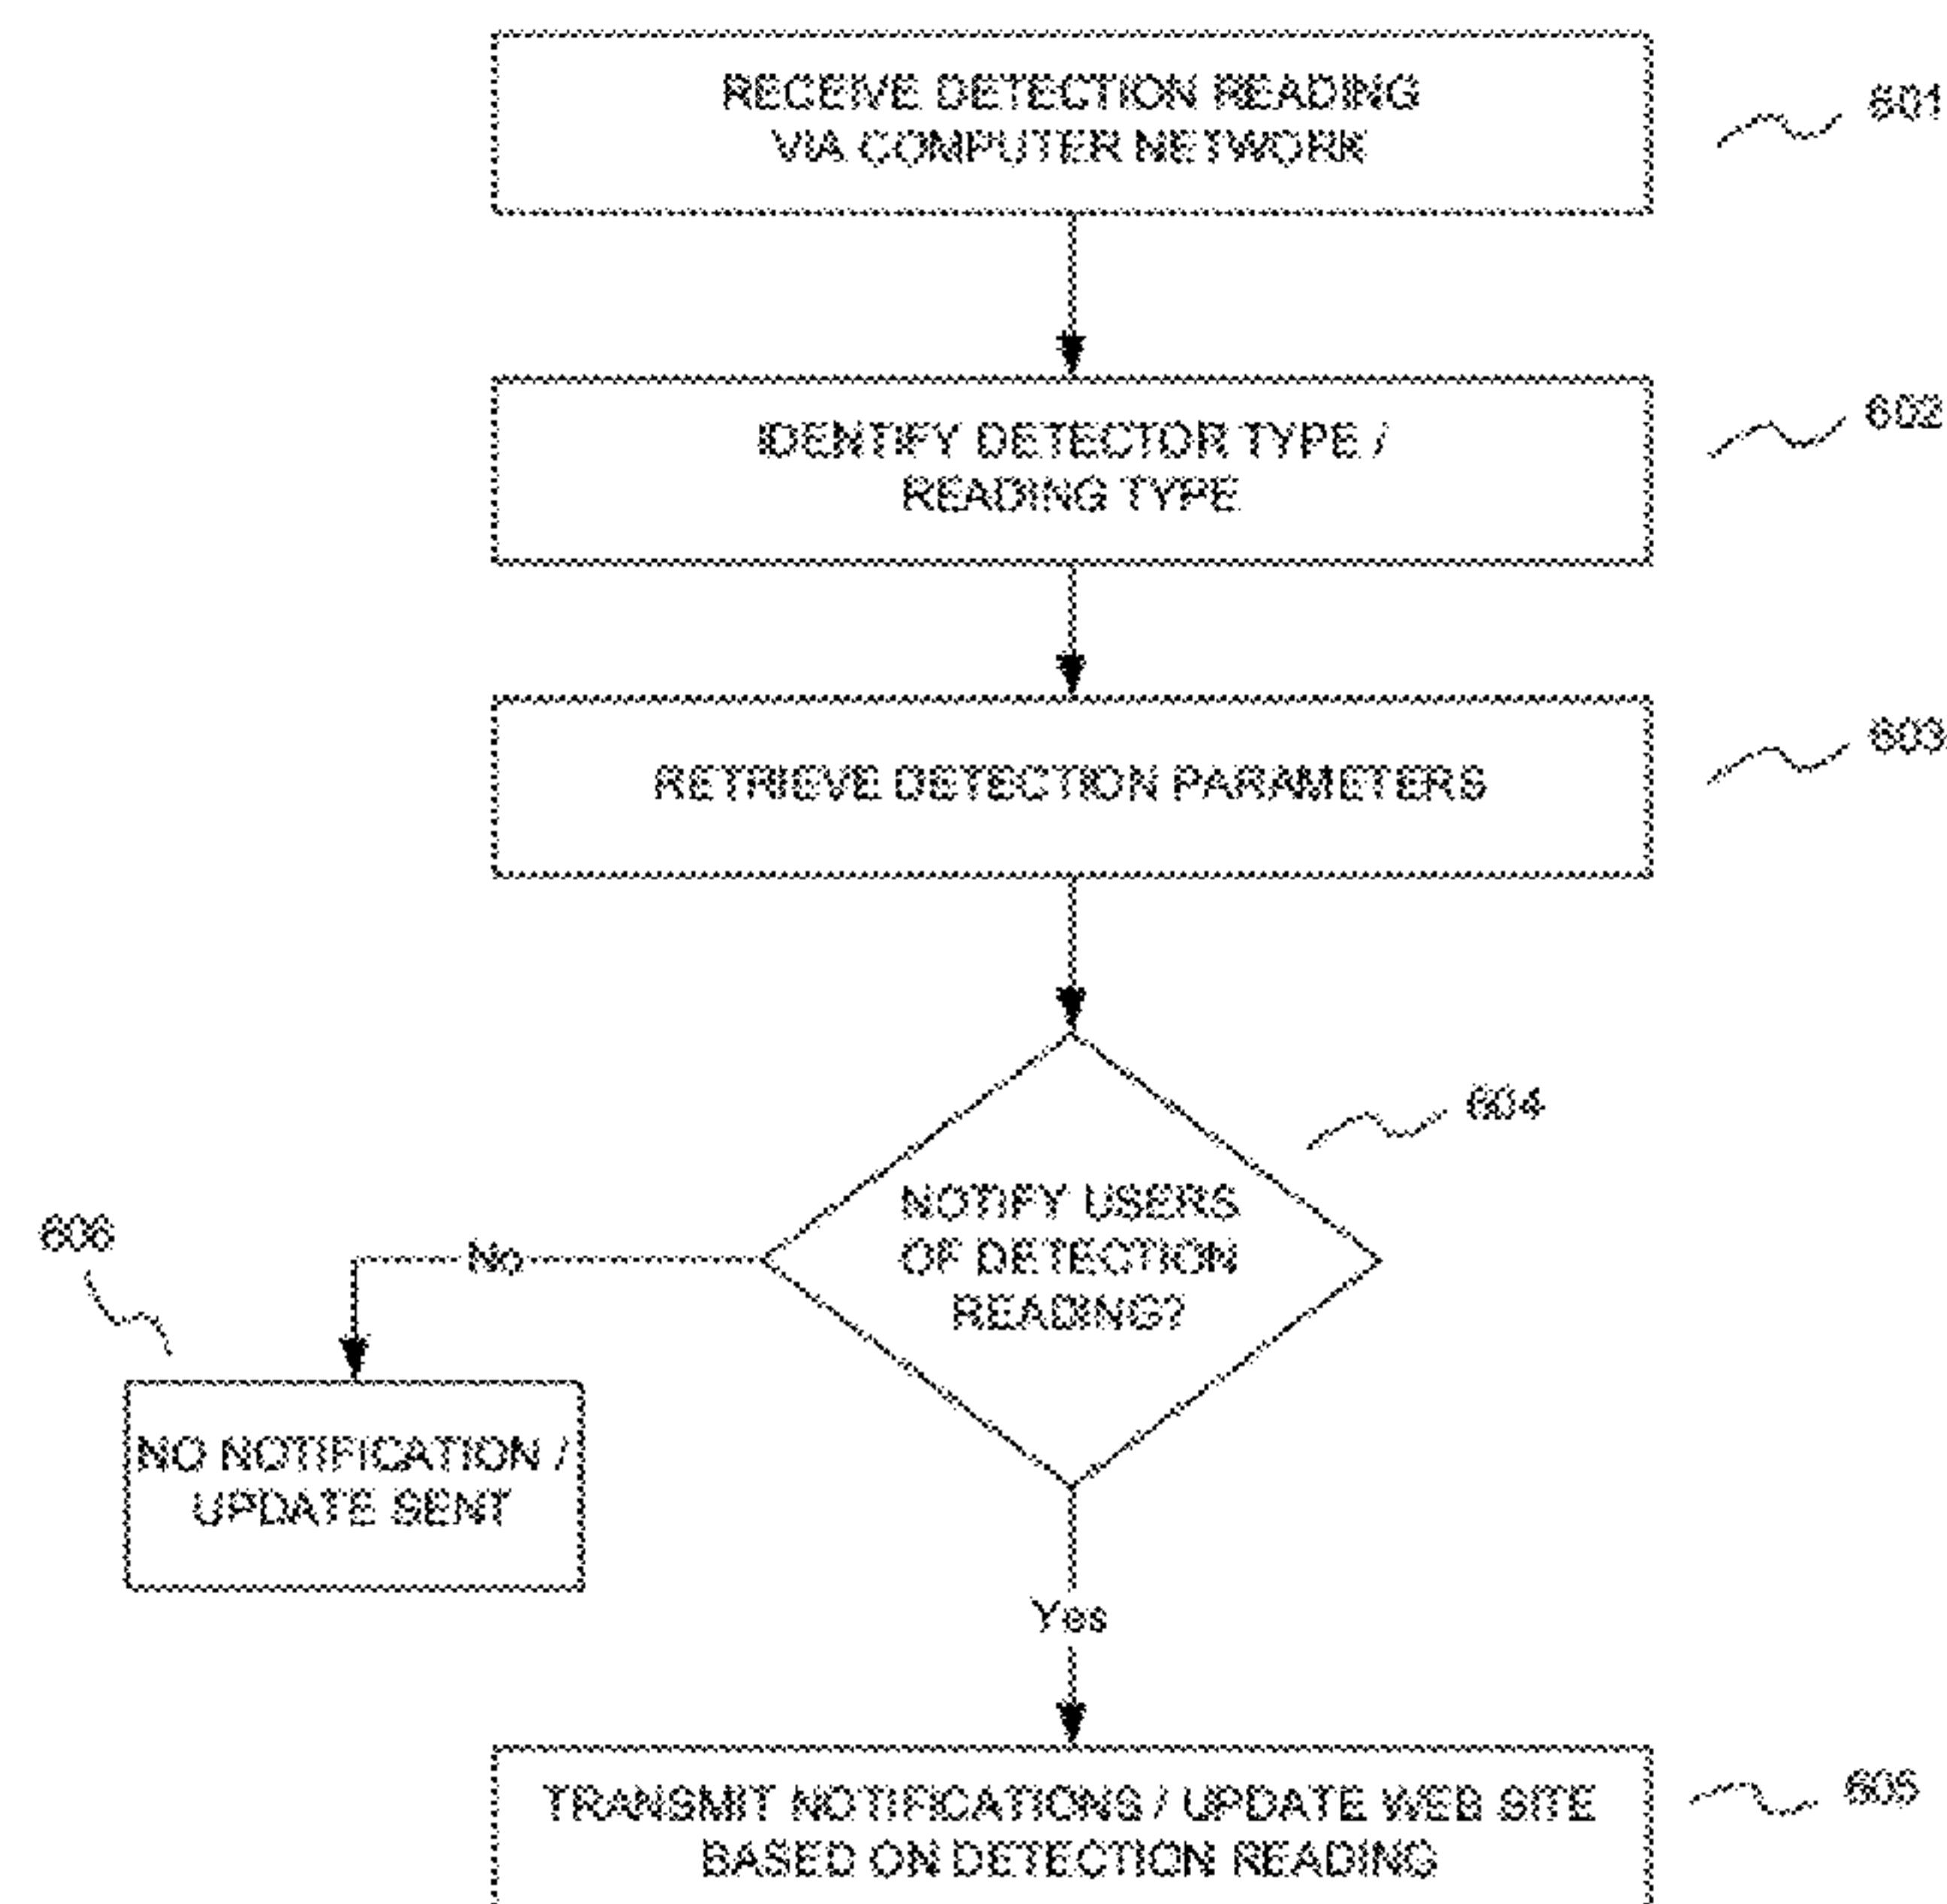 RECEIVE DETECTION READING
VIA COMPUTER NETWORK
601
IDENTIFY DETECTOR TYPE /
READING TYPE
602
RETRIEVE DETECTION PARAMETERS
603
604
NOTIFY USERS
OF DETECTION
READING?
606
No
NO NOTIFICATION /
UPDATE SENT
Yes
TRANSMIT NOTIFICATIONS / UPDATE WEB SITE
BASED ON DETECTION READING
605